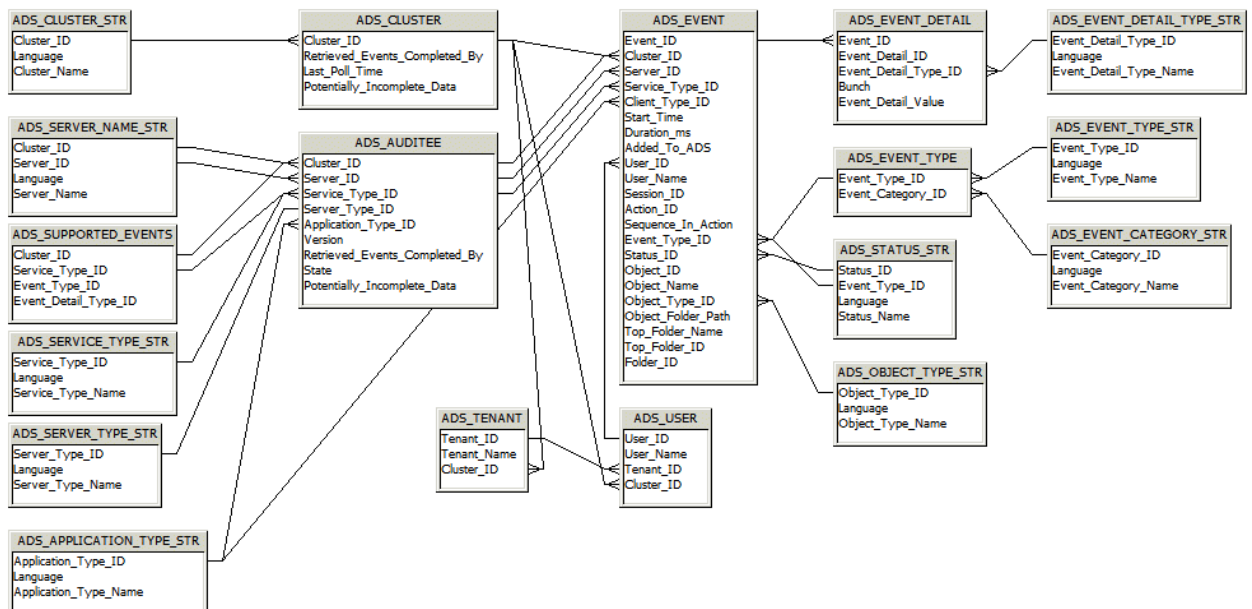 ADS_CLUSTER_STR
Cluster_ID
Language
Cluster_Name
ADS_CLUSTER
Cluster_ID
Retrieved_Events_Completed_By
Last_Poll_Time
Potentially_Incomplete_Data
ADS_EVENT
Event_ID
Cluster_ID
Server_ID
Service_Type_ID
Client_Type_ID
Start_Time
Duration_ms
Added_To_ADS
User_ID
User_Name
Session_ID
Action_ID
Sequence_In_Action
Event_Type_ID
Status_ID
Object_ID
Object_Name
Object_Type_ID
Object_Folder_Path
Top_Folder_Name
Top_Folder_ID
Folder_ID
ADS_EVENT_DETAIL
Event_ID
Event_Detail_ID
Event_Detail_Type_ID
Bunch
Event_Detail_Value
ADS_EVENT_DETAIL_TYPE_STR
Event_Detail_Type_ID
Language
Event_Detail_Type_Name
ADS_SERVER_NAME_STR
Cluster_ID
Server_ID
Language
Server_Name
ADS_AUDITEE
Cluster_ID
Server_ID
Service_Type_ID
Server_Type_ID
Application_Type_ID
Version
Retrieved_Events_Completed_By
State
Potentially_Incomplete_Data
ADS_EVENT_TYPE
Event_Type_ID
Event_Category_ID
ADS_EVENT_TYPE_STR
Event_Type_ID
Language
Event_Type_Name
ADS_SUPPORTED_EVENTS
Cluster_ID
Service_Type_ID
Event_Type_ID
Event_Detail_Type_ID
ADS_STATUS_STR
Status_ID
Event_Type_ID
Language
Status_Name
ADS_EVENT_CATEGORY_STR
Event_Category_ID
Language
Event_Category_Name
ADS_SERVICE_TYPE_STR
Service_Type_ID
Language
Service_Type_Name
ADS_OBJECT_TYPE_STR
Object_Type_ID
Language
Object_Type_Name
ADS_SERVER_TYPE_STR
Server_Type_ID
Language
Server_Type_Name
ADS_TENANT
Tenant_ID
Tenant_Name
Cluster_ID
ADS_USER
User_ID
User_Name
Tenant_ID
Cluster_ID
ADS_APPLICATION_TYPE_STR
Application_Type_ID
Language
Application_Type_Name